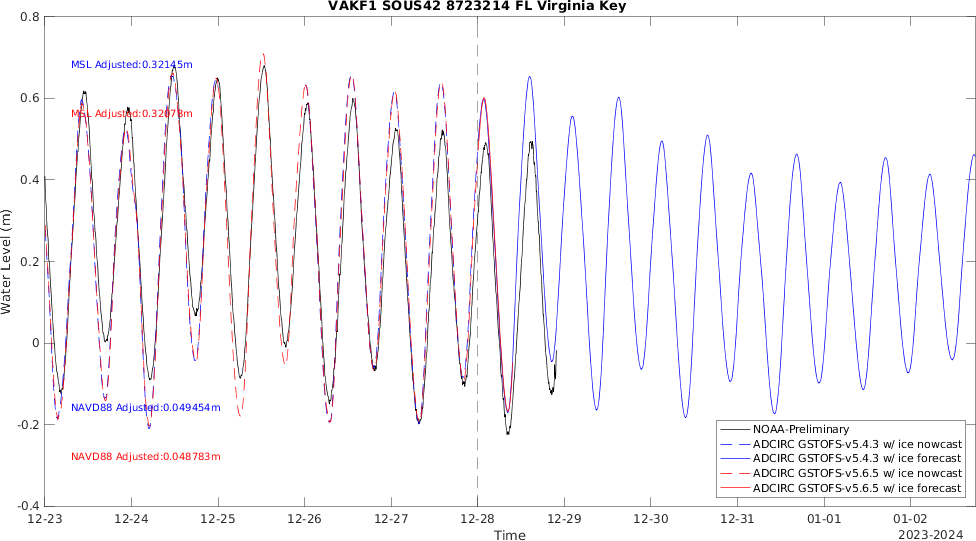 VAKF1 SOUS42 8723214 FL Virginia Key
Water Level (m)
0.8
0.6
0.4
0.2
0
-0.2
-0.4
MSL Adjusted:0.32145m
MSL Adjusted:0.32078m
NAVD88 Adjusted:0.049454m
NAVD88 Adjusted:0.048783m
NOAA-Preliminary
ADCIRC GSTOFS-v5.4.3 w/ ice nowcast
ADCIRC GSTOFS-v5.4.3 w/ ice forecast
ADCIRC GSTOFS-v5.6.5 w/ ice nowcast
ADCIRC GSTOFS-v5.6.5 w/ ice forecast
12-23 12-24 12-25 12-26 12-27 12-28 12-29 12-30 12-31 01-01 01-02
Time
2023-2024